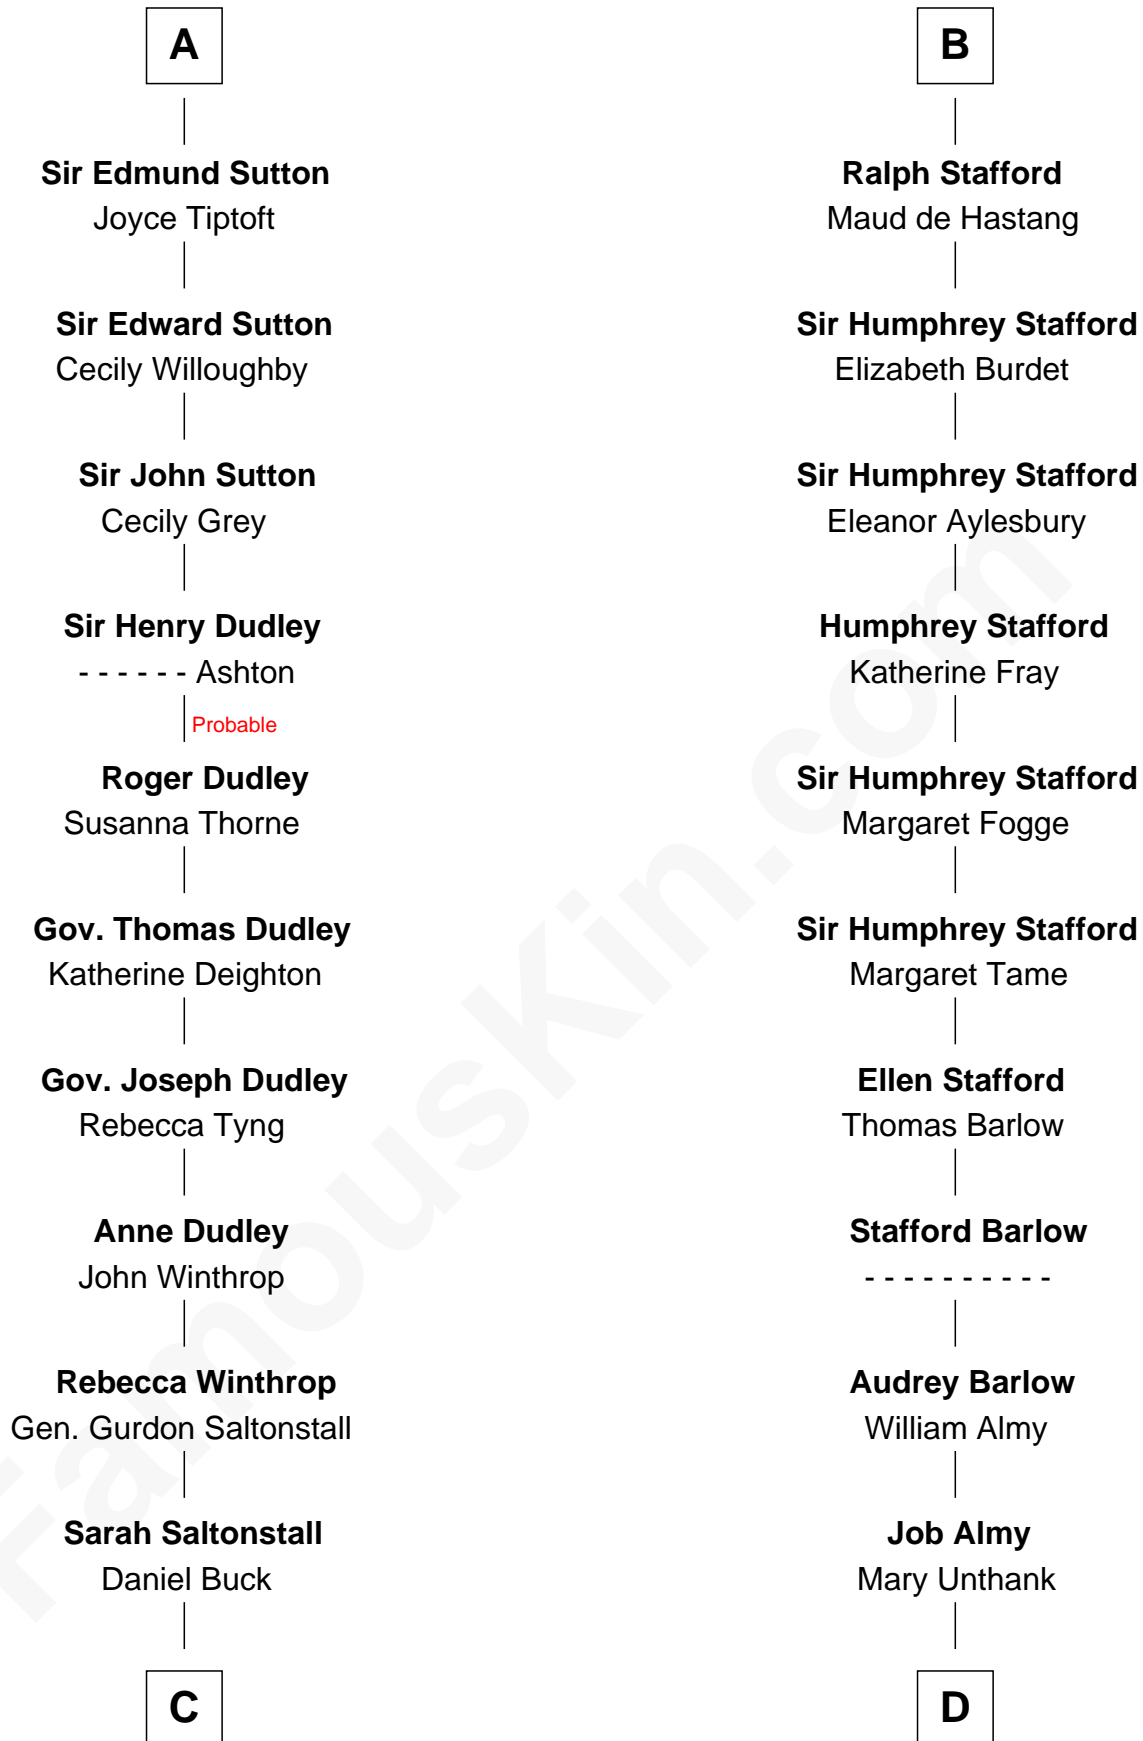 A
Sir Edmund Sutton
Joyce Tiptoft
Sir Edward Sutton
Cecily Willoughby
Sir John Sutton
Cecily Grey
Sir Henry Dudley
- - - - - - Ashton
Probable
Roger Dudley
Susanna Thorne
Gov. Thomas Dudley
Katherine Deighton
Gov. Joseph Dudley
Rebecca Tyng
Anne Dudley
John Winthrop
Rebecca Winthrop
Gen. Gurdon Saltonstall
Sarah Saltonstall
Daniel Buck
C
B
Ralph Stafford
Maud de Hastang
Sir Humphrey Stafford
Elizabeth Burdet
Sir Humphrey Stafford
Eleanor Aylesbury
Humphrey Stafford
Katherine Fray
Sir Humphrey Stafford
Margaret Fogge
Sir Humphrey Stafford
Margaret Tame
Ellen Stafford
Thomas Barlow
Stafford Barlow
- - - - - - - - - -
Audrey Barlow
William Almy
Job Almy
Mary Unthank
D
FamousKin.com